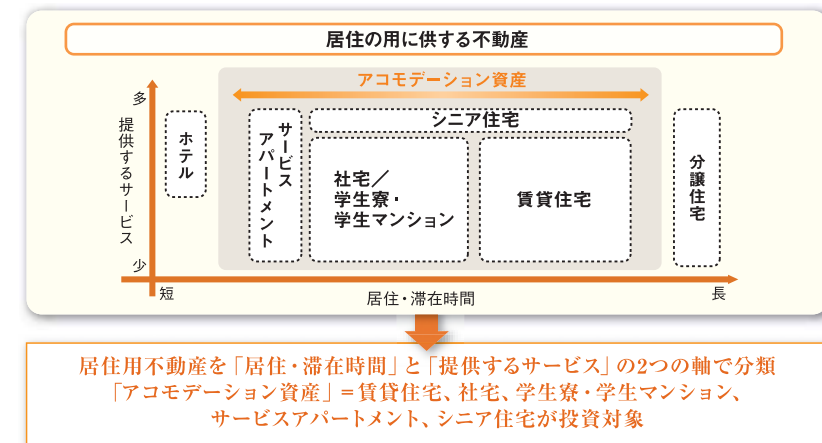 居住の用に供する不動産
アコモデーション資産
多
提供するサービス
少
ホテル
サービス
アパートメント
シニア住宅
社宅／
学生寮・
学生マンション
賃貸住宅
分譲住宅
短
居住・滞在時間
長
居住用不動産を「居住・滞在時間」と「提供するサービス」の2つの軸で分類
「アコモデーション資産」＝賃貸住宅、社宅、学生寮・学生マンション、
サービスアパートメント、シニア住宅が投資対象